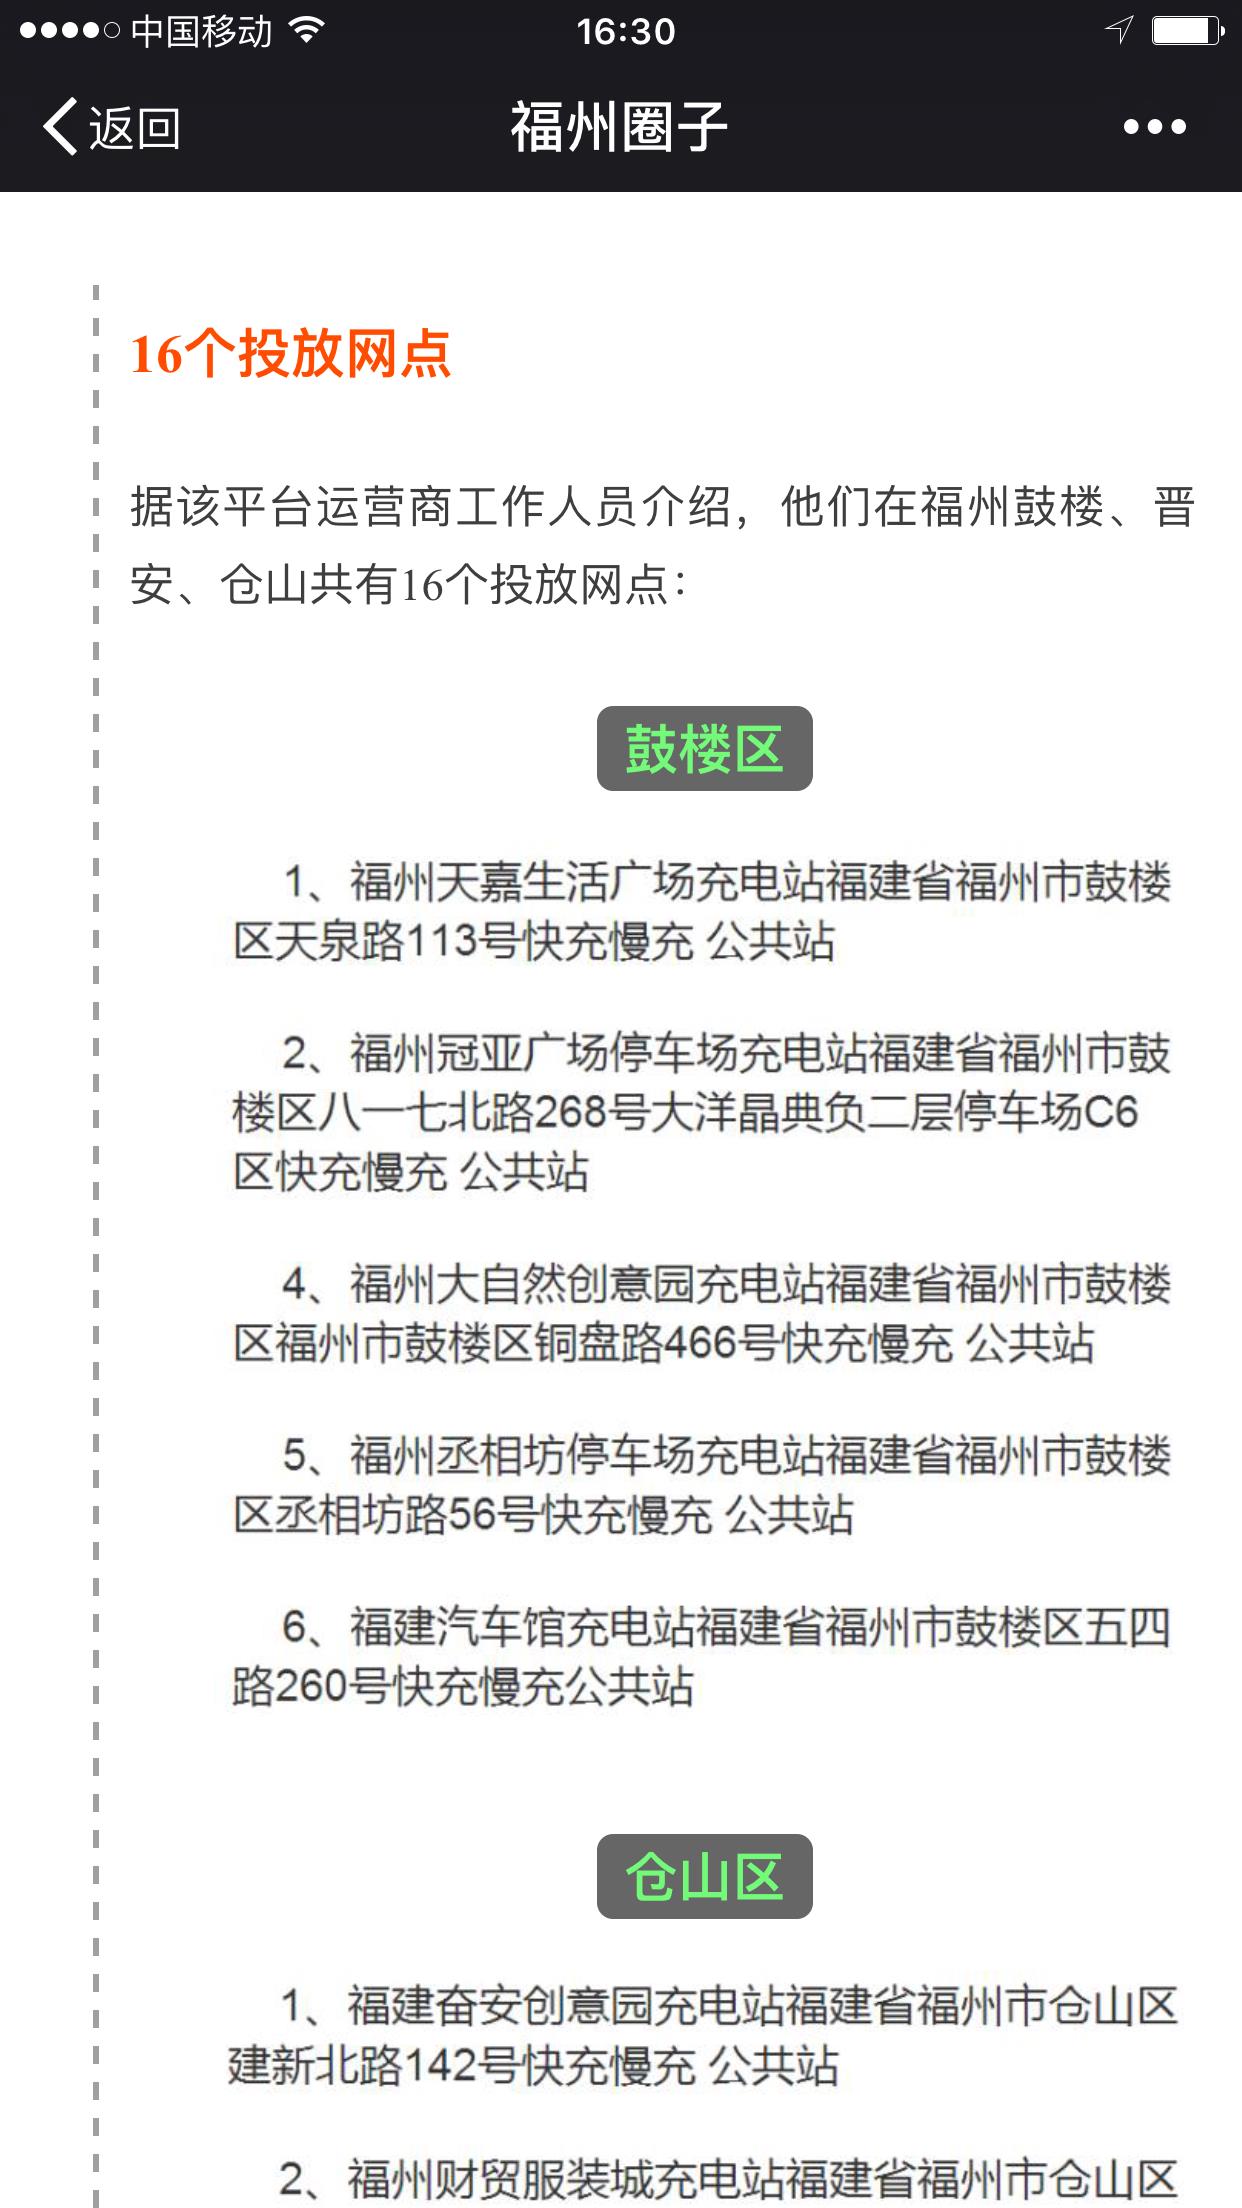 中国移动
16:30
返回
福州圈子
16个投放网点
据该平台运营商工作人员介绍，他们在福州鼓楼、晋
安、仓山共有16个投放网点：
鼓楼区
1、福州天嘉生活广场充电站福建省福州市鼓楼
区天泉路113号快充慢充 公共站
2、福州冠亚广场停车场充电站福建省福州市鼓
楼区八一七北路268号大洋晶典负二层停车场C6
区快充慢充 公共站
4、福州大自然创意园充电站福建省福州市鼓楼
区福州市鼓楼区铜盘路466号快充慢充 公共站
5、福州丞相坊停车场充电站福建省福州市鼓楼
区丞相坊路56号快充慢充 公共站
6、福建汽车馆充电站福建省福州市鼓楼区五四
路260号快充慢充公共站
仓山区
1、福建奋安创意园充电站福建省福州市仓山区
建新北路142号快充慢充 公共站
2、福州财贸服装城充电站福建省福州市仓山区